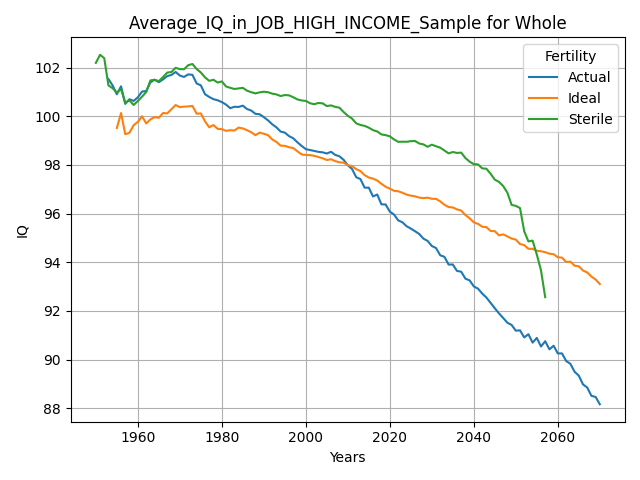 Average_IQ_in_JOB_HIGH_INCOME_Sample for Whole
Fertility
Actual
Ideal
Sterile
IQ
102
100
98
96
94
92
90
88
1960
1980
2000
2020
2040
2060
Years